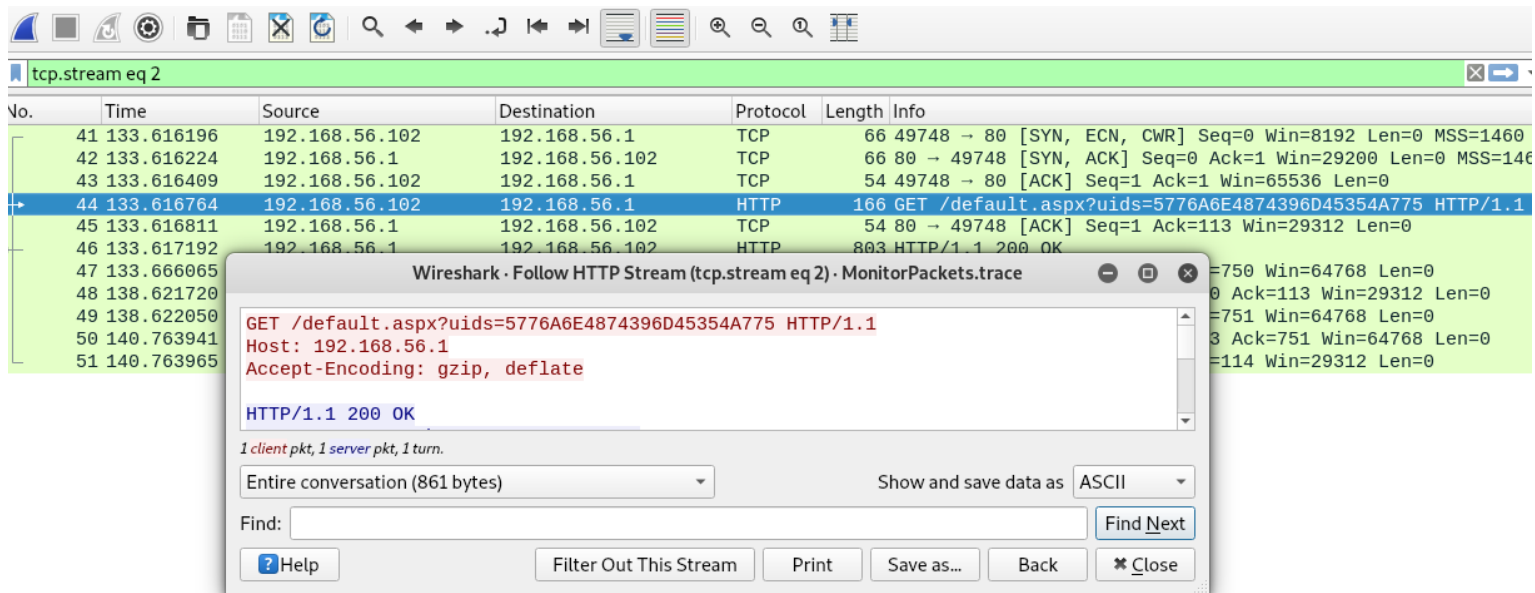 tcp.stream eq 2
No. Time Source Destination Protocol Length Info
41 133.616196 192.168.56.102 192.168.56.1 TCP 66 49748 → 80 [SYN, ECN, CWR] Seq=0 Win=8192 Len=0 MSS=1460
42 133.616224 192.168.56.1 192.168.56.102 TCP 66 80 → 49748 [SYN, ACK] Seq=0 Ack=1 Win=29200 Len=0 MSS=146
43 133.616409 192.168.56.102 192.168.56.1 TCP 54 49748 → 80 [ACK] Seq=1 Ack=1 Win=65536 Len=0
44 133.616764 192.168.56.102 192.168.56.1 HTTP 166 GET /default.aspx?uids=5776A6E4874396D45354A775 HTTP/1.1
45 133.616811 192.168.56.1 192.168.56.102 TCP 54 80 → 49748 [ACK] Seq=1 Ack=113 Win=29312 Len=0
46 133.617192 192.168.56.1 192.168.56.102 HTTP 803 HTTP/1.1 200 OK
47 133.666065 =750 Win=64768 Len=0
48 138.621720 0 Ack=113 Win=29312 Len=0
49 138.622050 =751 Win=64768 Len=0
50 140.763941 3 Ack=751 Win=64768 Len=0
51 140.763965 =114 Win=29312 Len=0
Wireshark · Follow HTTP Stream (tcp.stream eq 2) · MonitorPackets.trace
GET /default.aspx?uids=5776A6E4874396D45354A775 HTTP/1.1
Host: 192.168.56.1
Accept-Encoding: gzip, deflate
HTTP/1.1 200 OK
1 client pkt, 1 server pkt, 1 turn.
Entire conversation (861 bytes) Show and save data as ASCII
Find: Find Next
?Help Filter Out This Stream Print Save as... Back Close